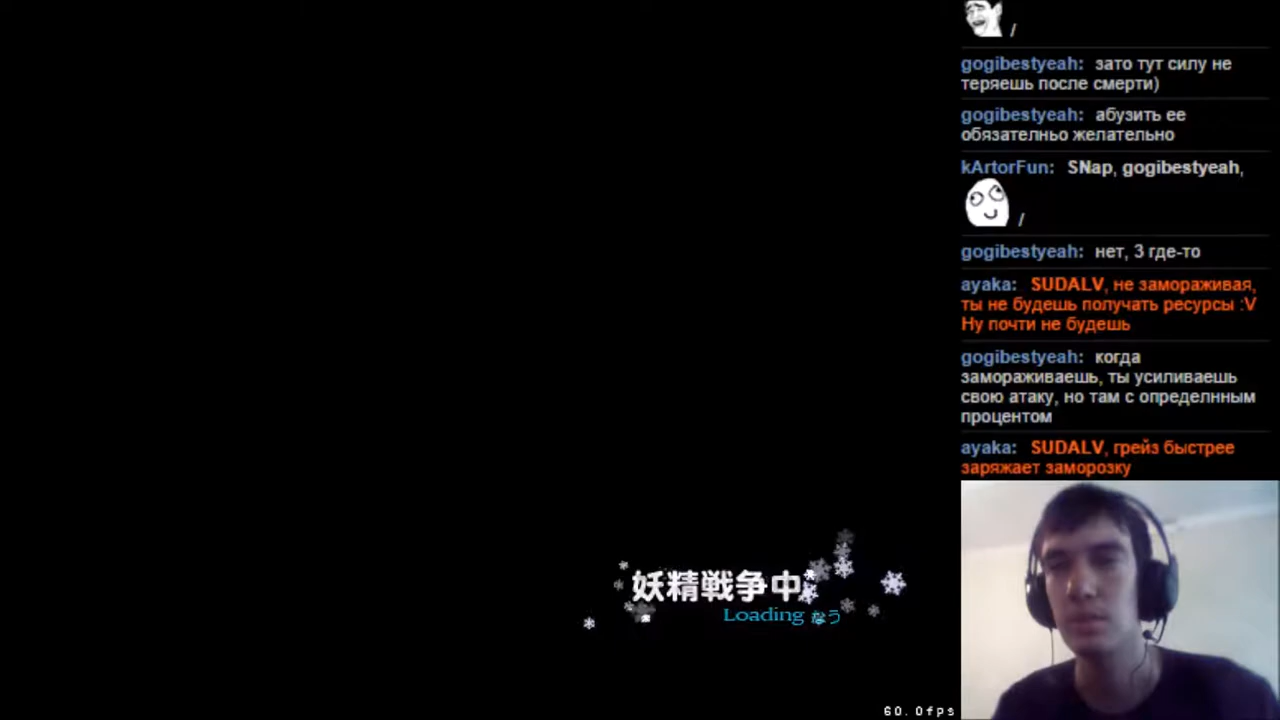 /
gogibestyeah: зато тут силу не
теряешь после смерти)
gogibestyeah: абузить ее
обязателньо желательно
kArtorFun: SNap, gogibestyeah,
/
gogibestyeah: нет, 3 где-то
ayaka: SUDALV, не замораживая,
ты не будешь получать ресурсы :V
Ну почти не будешь
gogibestyeah: когда
замораживаешь, ты усиливаешь
свою атаку, но там с определнным
процентом
ayaka: SUDALV, грейз быстрее
заряжает заморозку
妖精戦争中
Loading なう
60.0fps